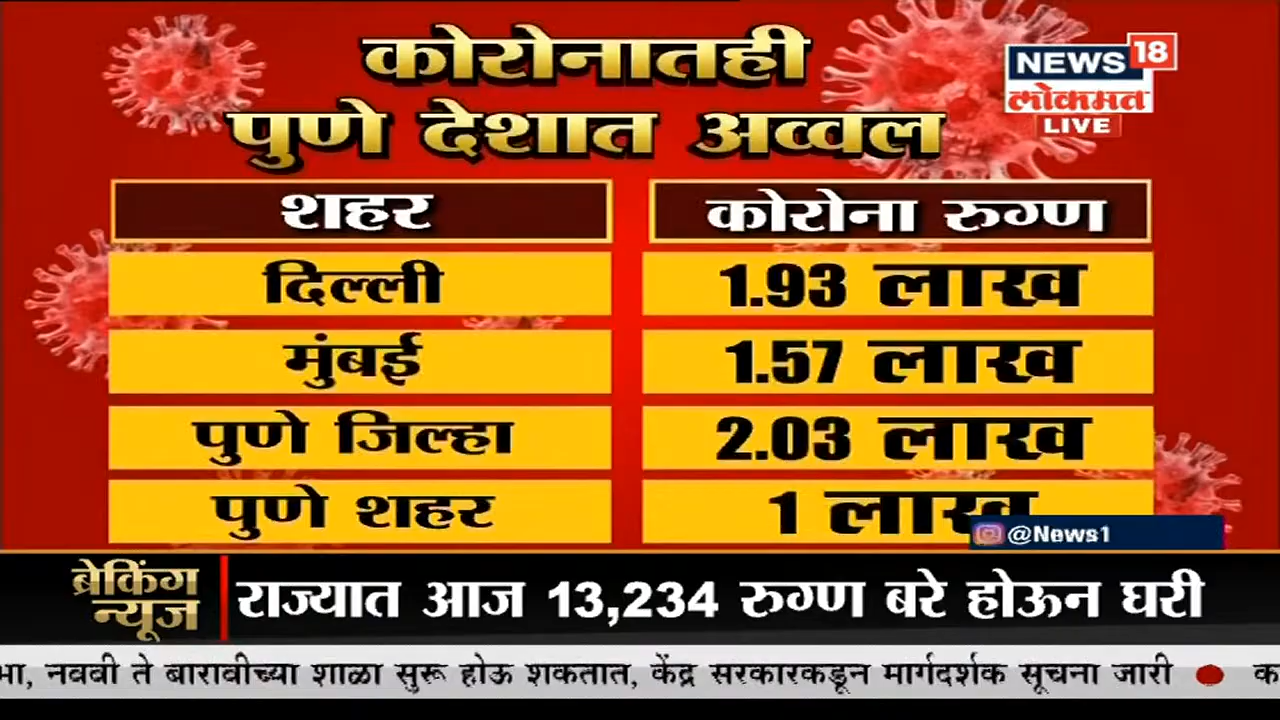 कोरोनातही
पुणे देशात अव्वल
NEWS 18
लोकमत
LIVE
शहर कोरोना रुग्ण
दिल्ली 1.93 लाख
मुंबई 1.57 लाख
पुणे जिल्हा 2.03 लाख
पुणे शहर 1 लाख
@News1
ब्रेकिंग न्यूज
राज्यात आज 13,234 रुग्ण बरे होऊन घरी
भा, नववी ते बारावीच्या शाळा सुरू होऊ शकतात, केंद्र सरकारकडून मार्गदर्शक सूचना जारी ● क